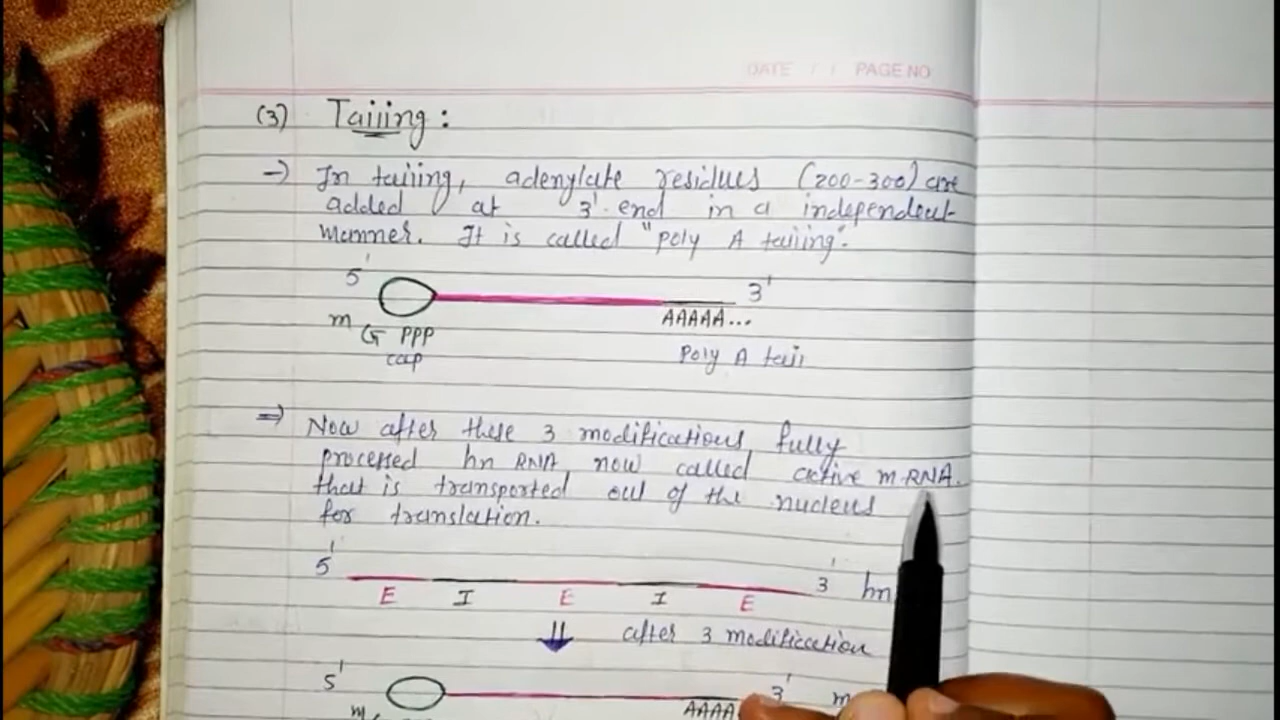 DATE / / PAGE NO
(3) Tailing :
→ In tailing, adenylate residues (200-300) are
added at 3' end in a independent
manner. It is called "poly A tailing".
5' 3'
m G PPP AAAAA...
cap Poly A tail
⇒ Now after these 3 modifications, fully
processed hn RNA, now called active m-RNA.
that is transported out of the nucleus
for translation.
5' 3' hn
E I E I E
⇓ after 3 modification
5' 3' m
m AAAA